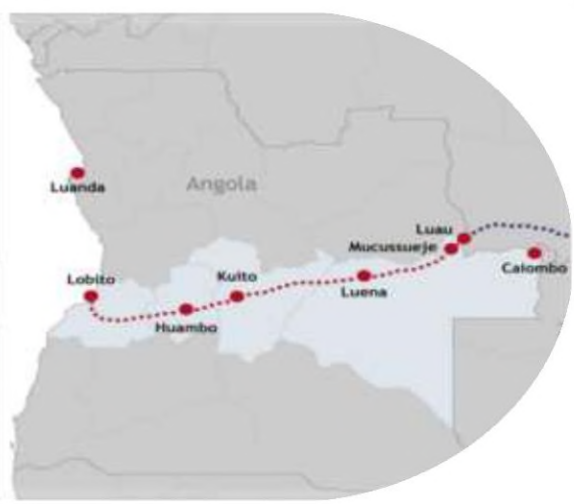 Luanda
Angola
Luau
Mucussueje
Calombo
Lobito
Kuito
Luena
Huambo